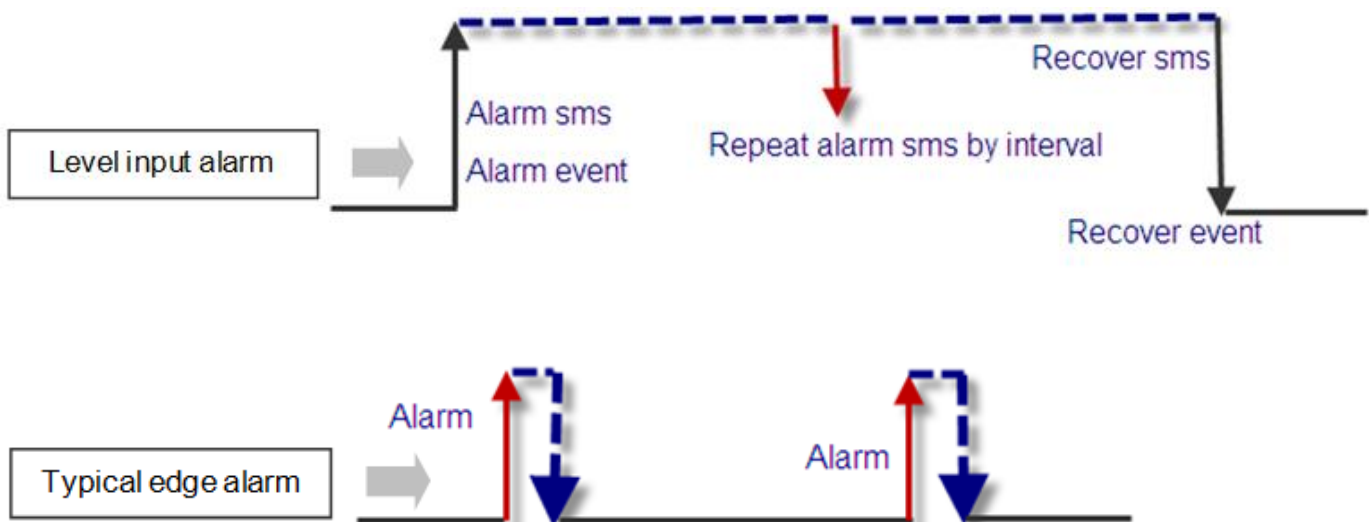 Recover sms
Alarm sms
Repeat alarm sms by interval
Level input alarm
Alarm event
Recover event
Alarm
Alarm
Typical edge alarm